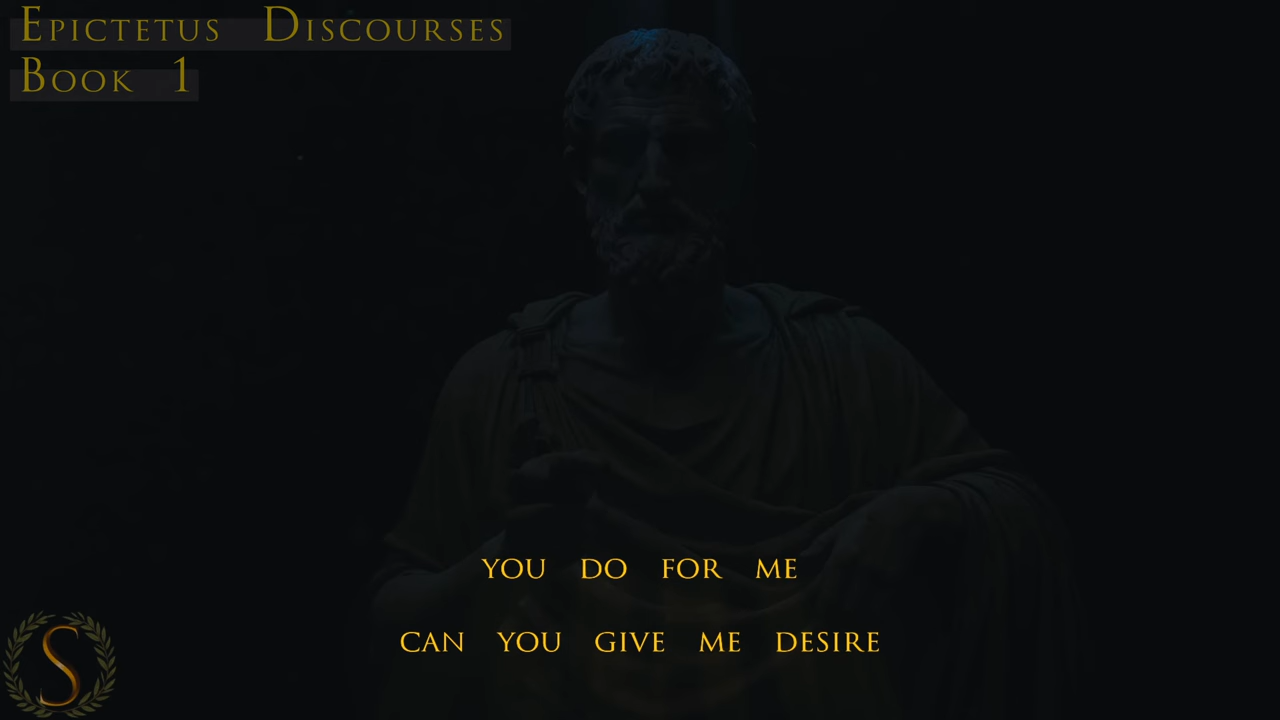 Epictetus Discourses
Book 1
YOU DO FOR ME
CAN YOU GIVE ME DESIRE
S